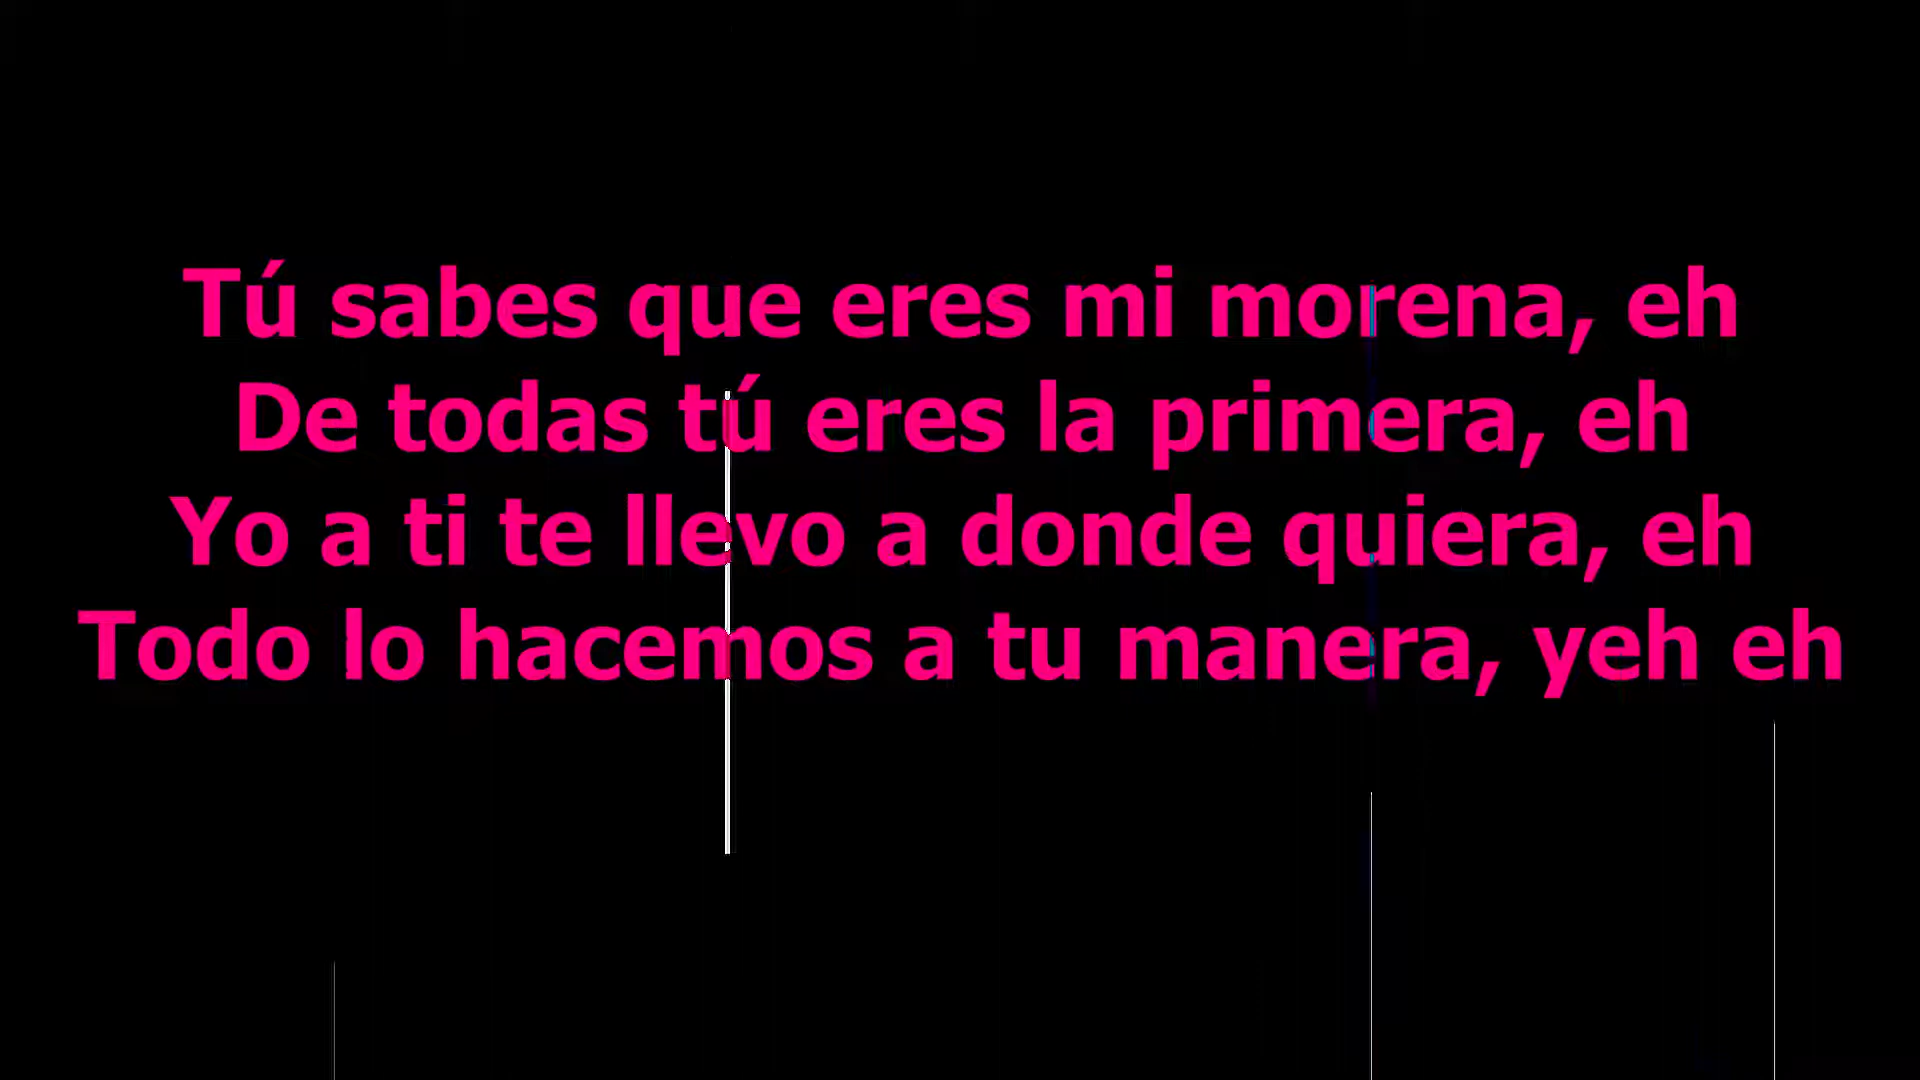 Tú sabes que eres mi morena, eh
De todas tú eres la primera, eh
Yo a ti te llevo a donde quiera, eh
Todo lo hacemos a tu manera, yeh eh